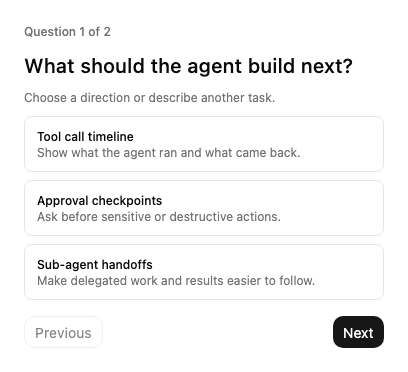 Question 1 of 2
What should the agent build next?
Choose a direction or describe another task.
Tool call timeline
Show what the agent ran and what came back.
Approval checkpoints
Ask before sensitive or destructive actions.
Sub-agent handoffs
Make delegated work and results easier to follow.
Previous
Next